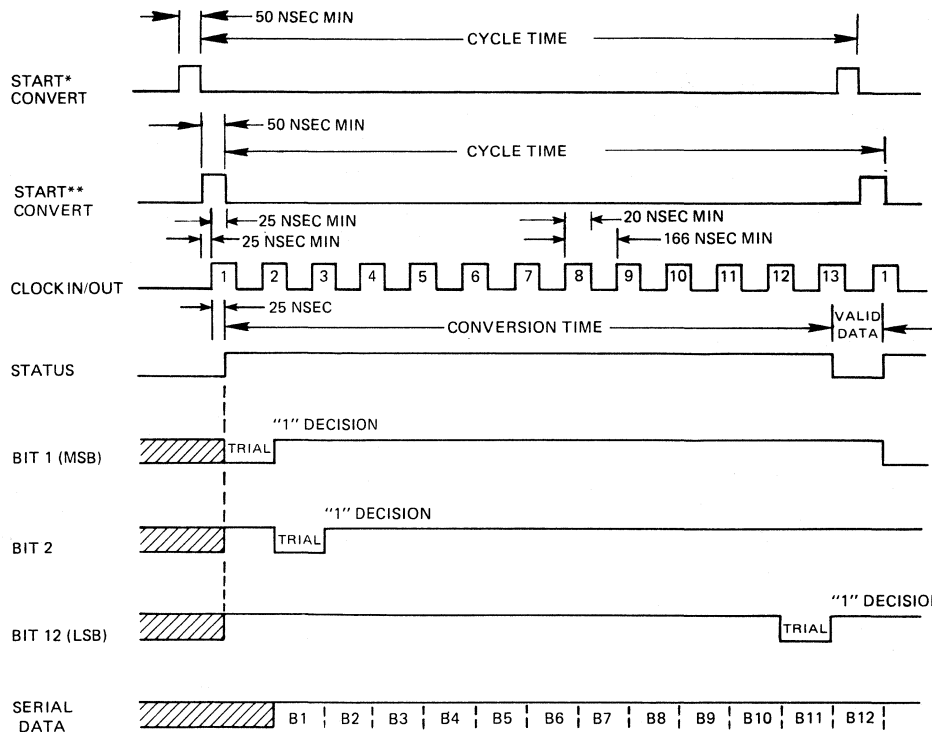 50 NSEC MIN
CYCLE TIME
START*
CONVERT
50 NSEC MIN
CYCLE TIME
START**
CONVERT
25 NSEC MIN
20 NSEC MIN
25 NSEC MIN
166 NSEC MIN
CLOCK IN/OUT
1 2 3 4 5 6 7 8 9 10 11 12 13 1
25 NSEC
CONVERSION TIME
VALID
DATA
STATUS
"1" DECISION
BIT 1 (MSB)
TRIAL
"1" DECISION
BIT 2
TRIAL
"1" DECISION
BIT 12 (LSB)
TRIAL
SERIAL
DATA
B1 B2 B3 B4 B5 B6 B7 B8 B9 B10 B11 B12